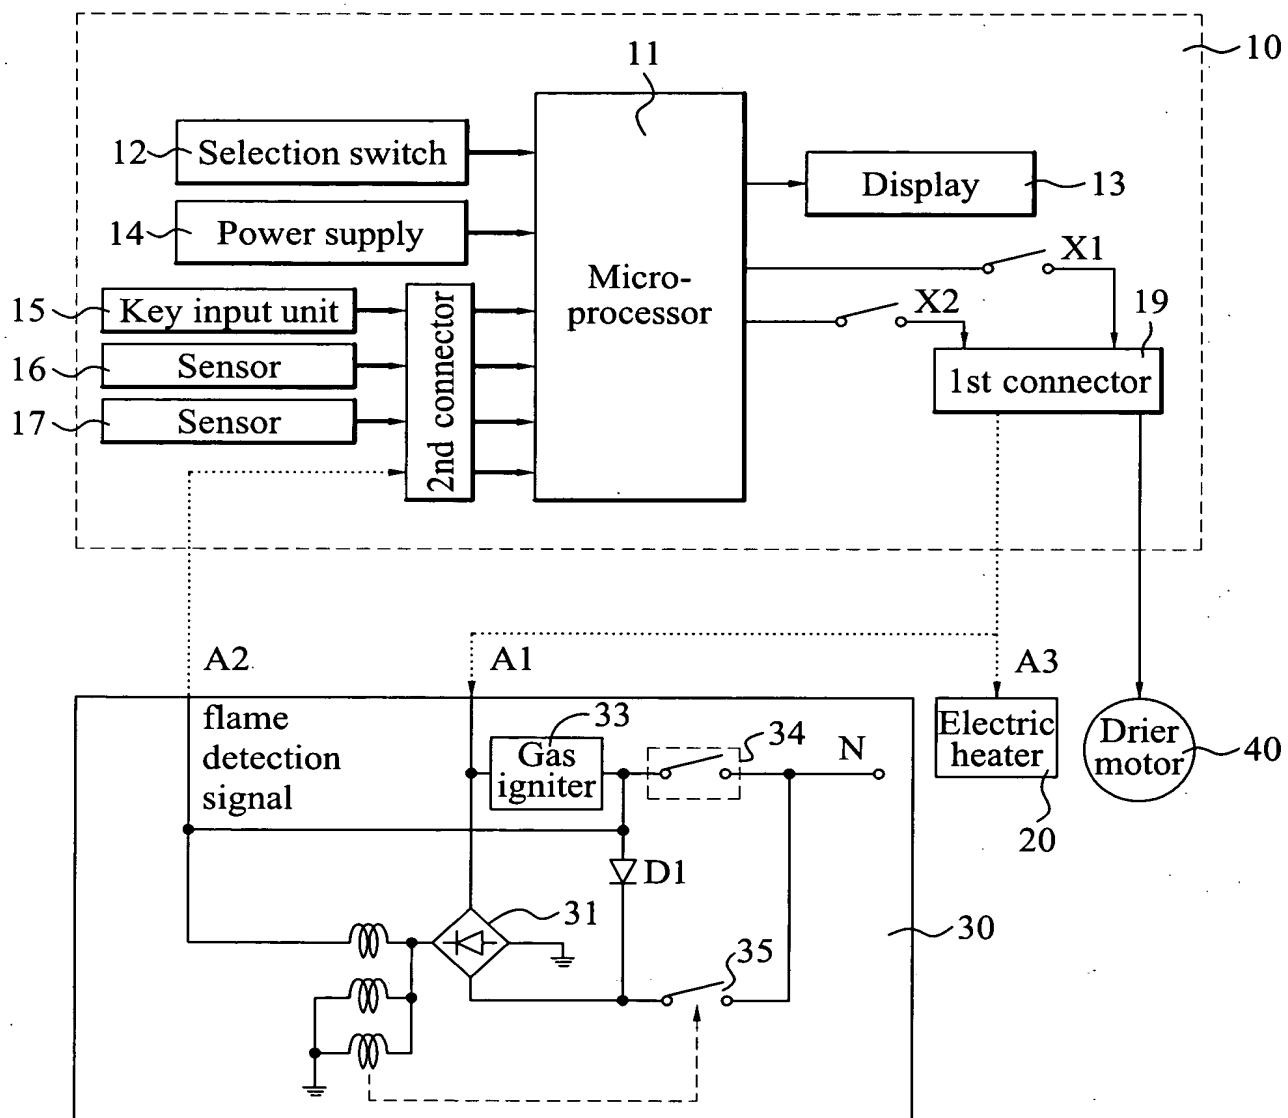 10
11
12
Selection switch
Display
13
14
Power supply
X1
Micro-
processor
15
Key input unit
2nd connector
X2
19
16
Sensor
1st connector
17
Sensor
A2
A1
A3
flame
detection
signal
33
Gas
igniter
34
N
Electric
heater
20
Drier
motor
40
D1
31
30
35